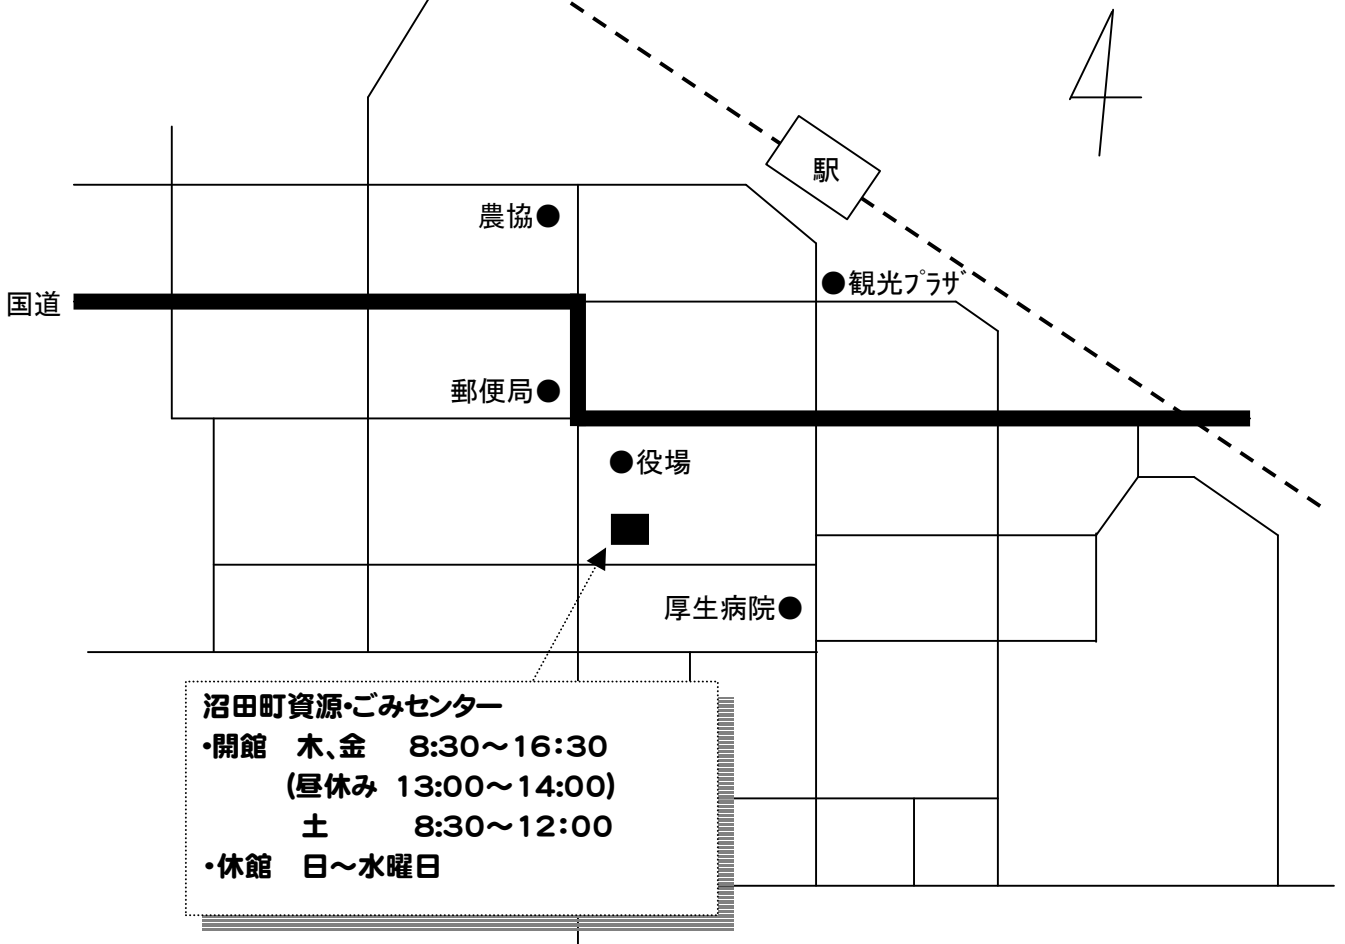 駅
農協●
●観光ﾌﾟﾗｻﾞ
国道
郵便局●
●役場
厚生病院●
沼田町資源・ごみセンター
・開館　木、金　8:30～16:30
(昼休み　13:00～14:00)
土　8:30～12:00
・休館　日～水曜日